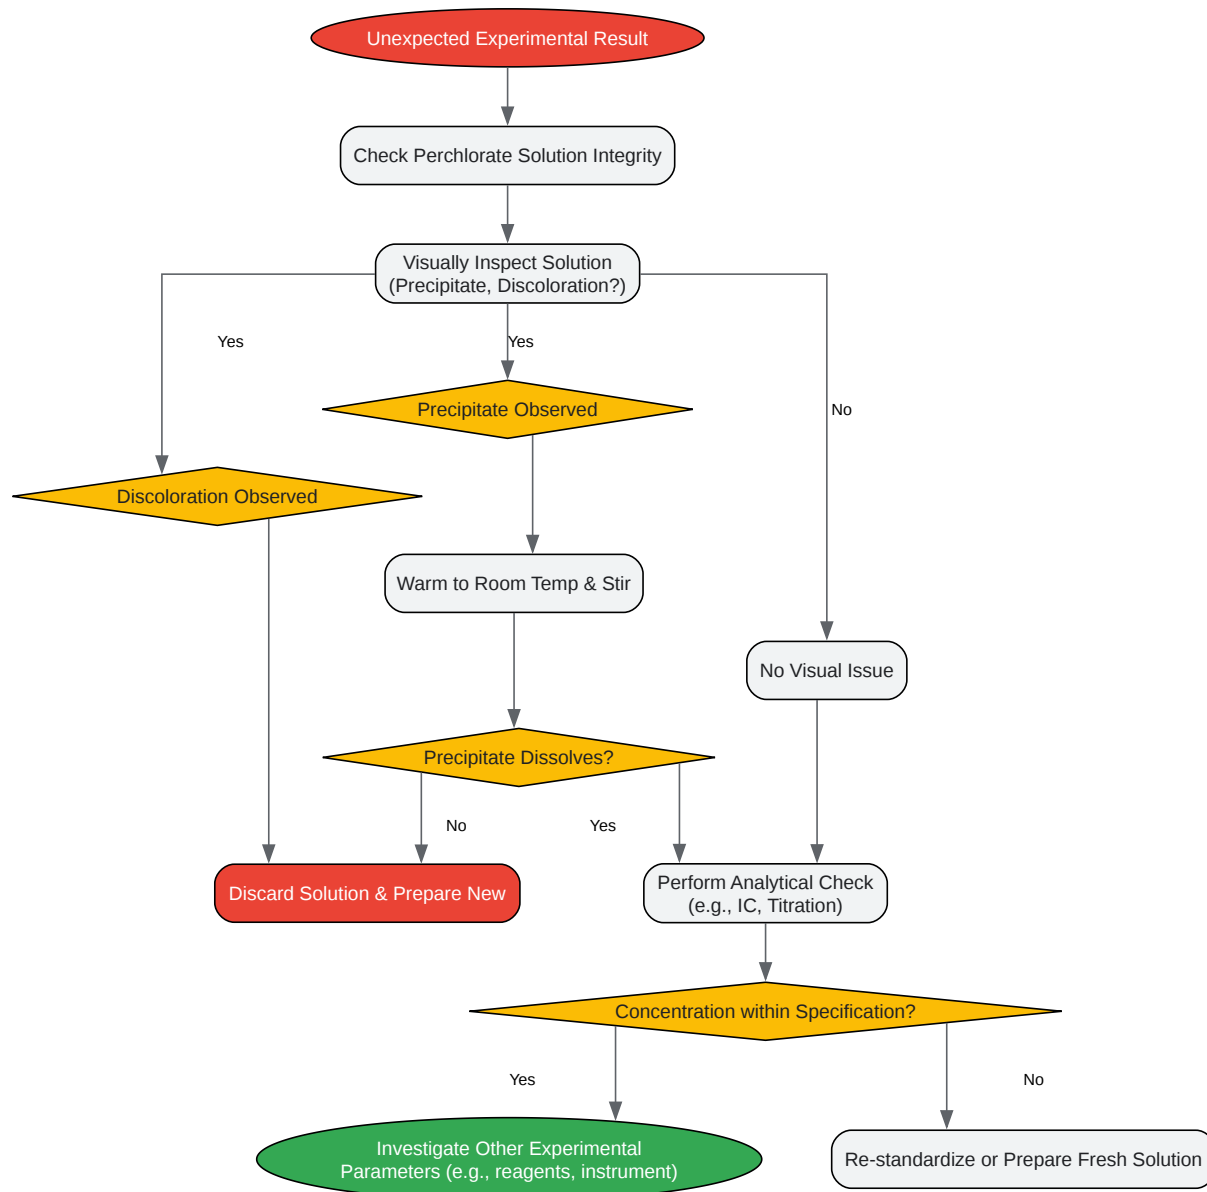 Unexpected Experimental Result
Check Perchlorate Solution Integrity
Visually Inspect Solution
(Precipitate, Discoloration?)
Yes
Yes
Precipitate Observed
No
Discoloration Observed
Warm to Room Temp & Stir
No Visual Issue
Precipitate Dissolves?
No
Yes
Discard Solution & Prepare New
Perform Analytical Check
(e.g., IC, Titration)
Concentration within Specification?
Yes
No
Investigate Other Experimental
Parameters (e.g., reagents, instrument)
Re-standardize or Prepare Fresh Solution